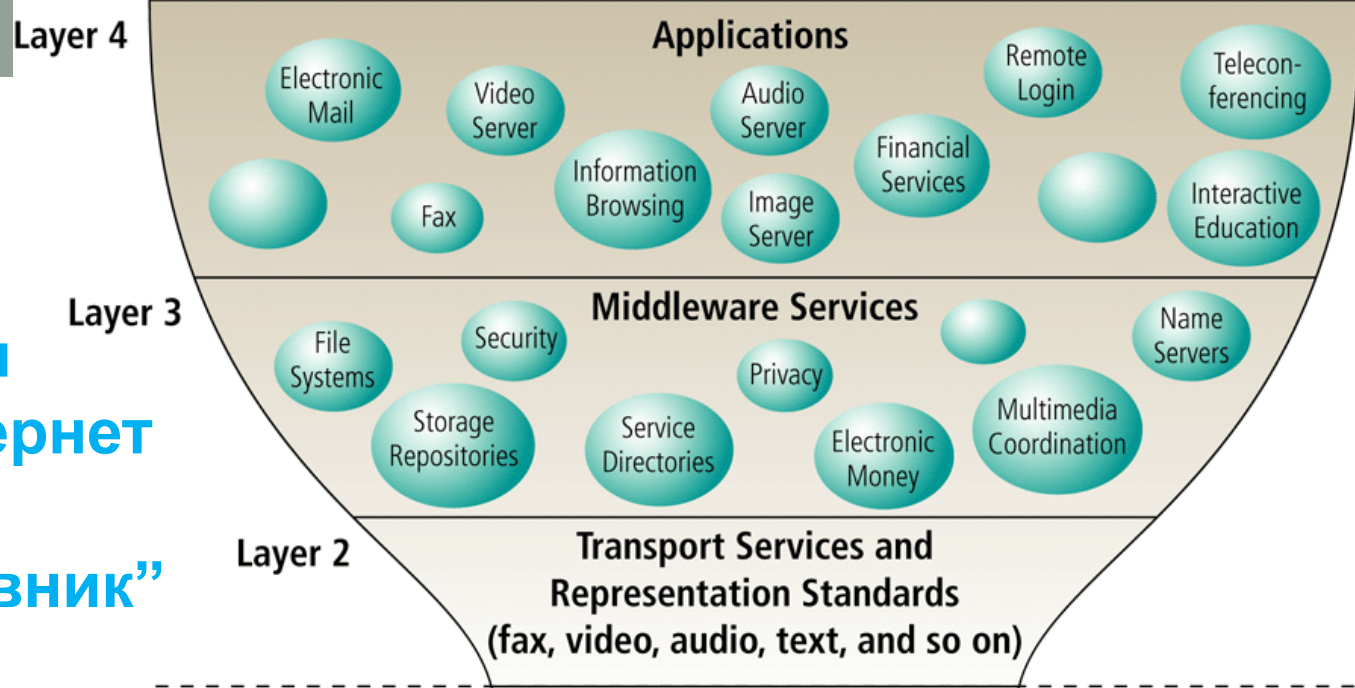 Layer 4
Applications
Electronic
Mail
Video
Server
Audio
Server
Remote
Login
Telecon-
ferencing
Information
Browsing
Financial
Services
Fax
Image
Server
Interactive
Education
Layer 3
Middleware Services
File
Systems
Security
Privacy
Name
Servers
Storage
Repositories
Service
Directories
Electronic
Money
Multimedia
Coordination
Layer 2
Transport Services and
Representation Standards
(fax, video, audio, text, and so on)